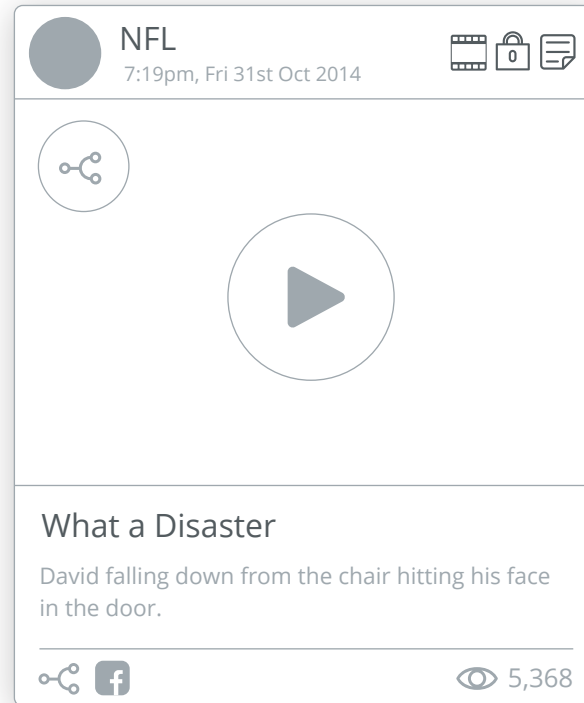 NFL
7:19pm, Fri 31st Oct 2014
What a Disaster
David falling down from the chair hitting his face
in the door.
5,368